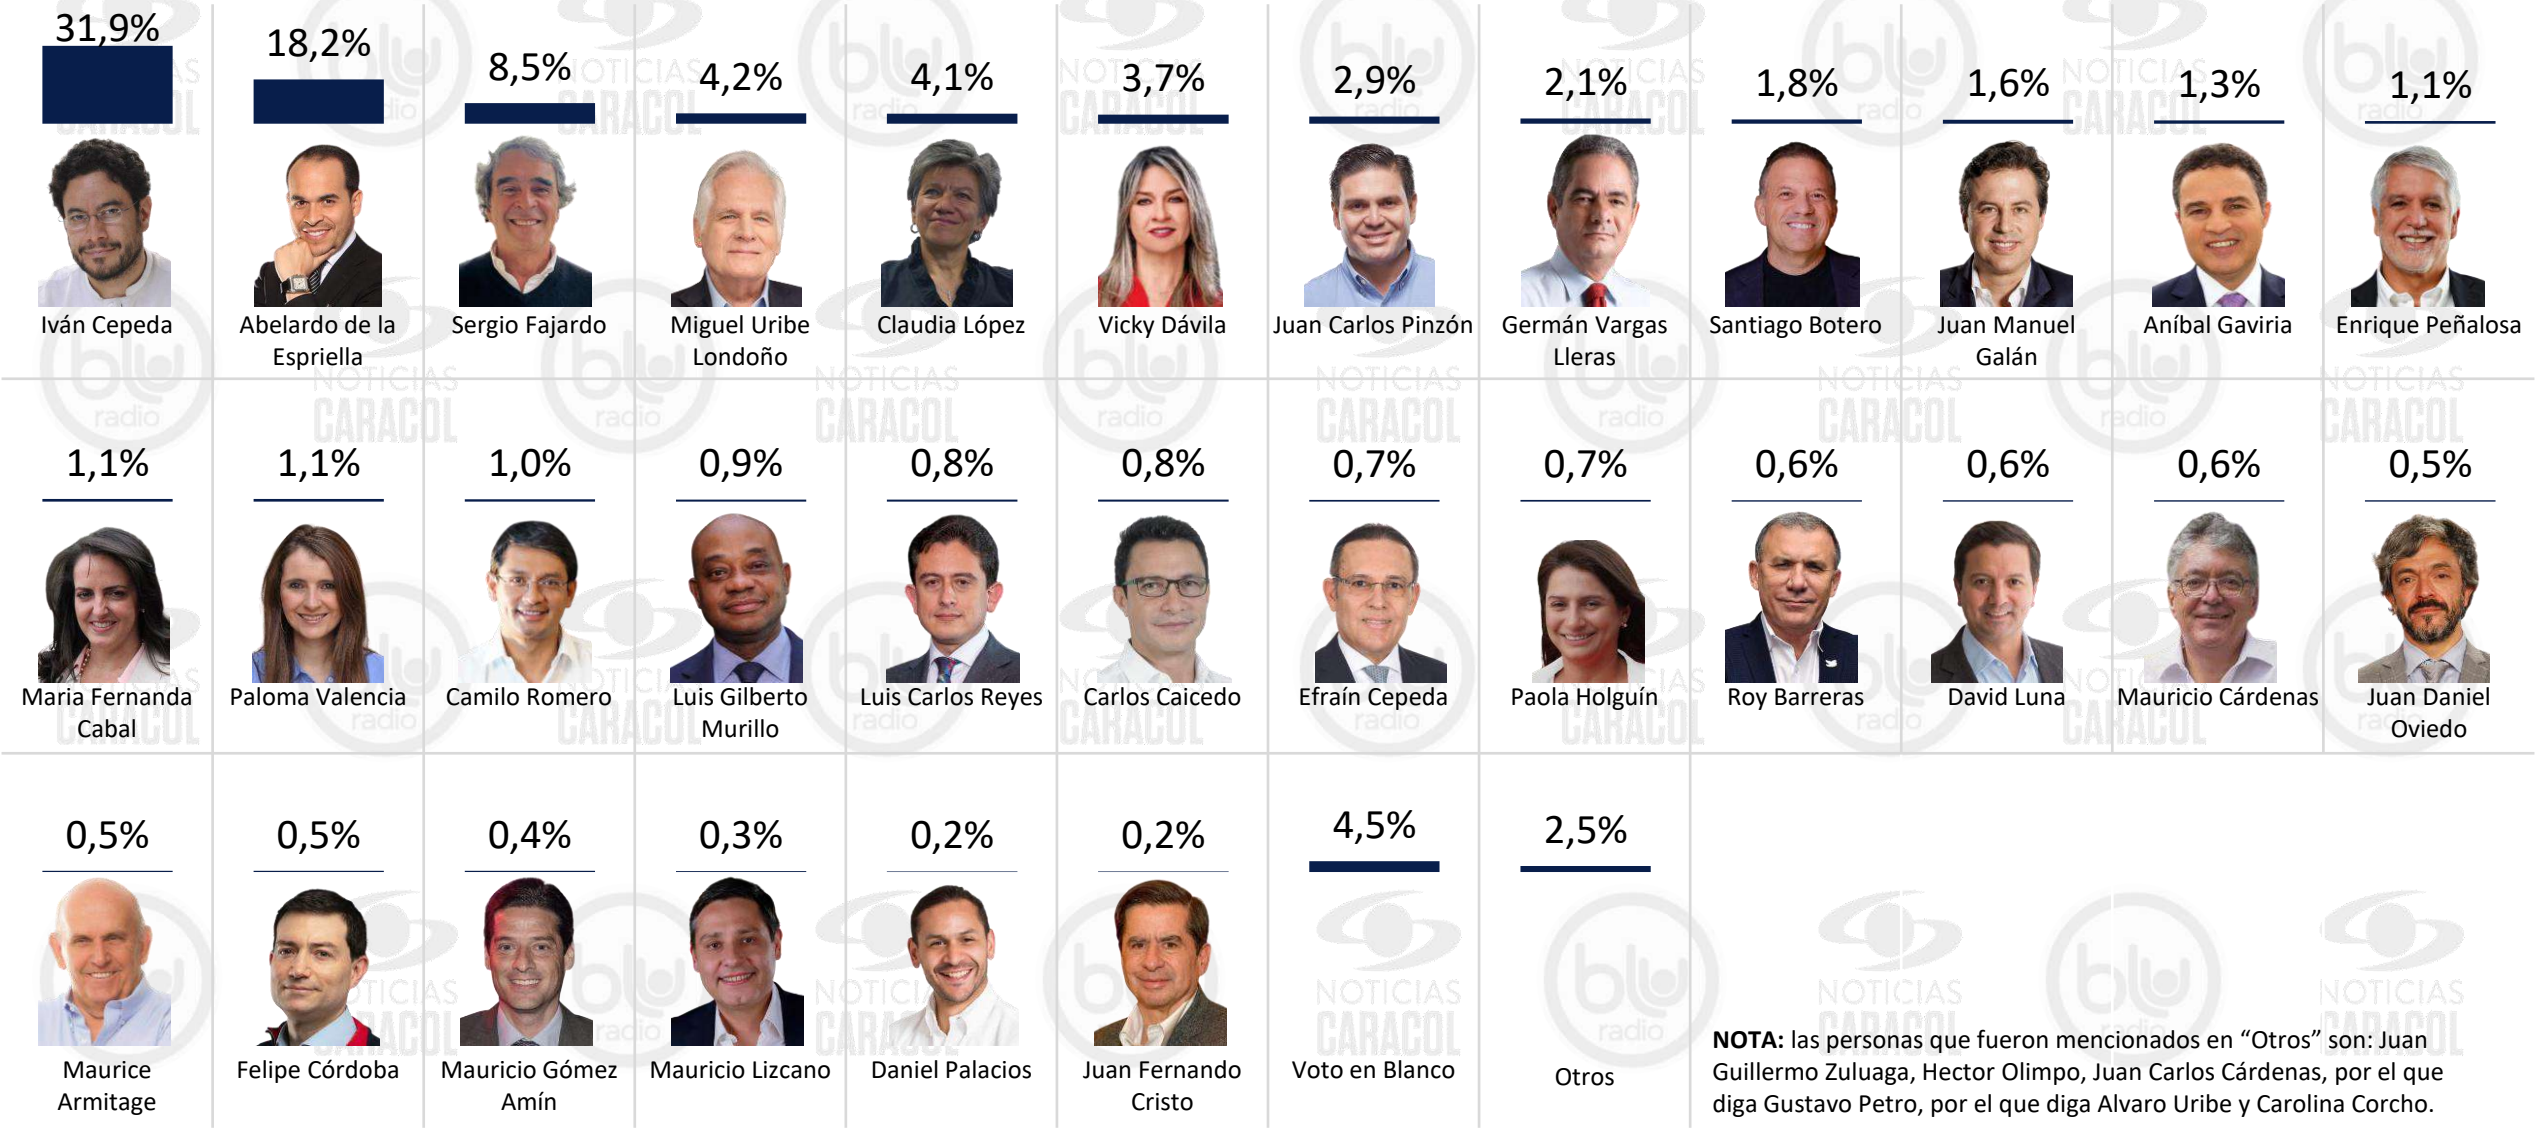 31,9%
18,2%
8,5%
4,2%
4,1%
3,7%
2,9%
2,1%
1,8%
1,6%
1,3%
1,1%
Iván Cepeda
Abelardo de la
Espriella
Sergio Fajardo
Miguel Uribe
Londoño
Claudia López
Vicky Dávila
Juan Carlos Pinzón
Germán Vargas
Lleras
Santiago Botero
Juan Manuel
Galán
Aníbal Gaviria
Enrique Peñalosa
1,1%
1,1%
1,0%
0,9%
0,8%
0,8%
0,7%
0,7%
0,6%
0,6%
0,6%
0,5%
Maria Fernanda
Cabal
Paloma Valencia
Camilo Romero
Luis Gilberto
Murillo
Luis Carlos Reyes
Carlos Caicedo
Efraín Cepeda
Paola Holguín
Roy Barreras
David Luna
Mauricio Cárdenas
Juan Daniel
Oviedo
0,5%
0,5%
0,4%
0,3%
0,2%
0,2%
4,5%
2,5%
Maurice
Armitage
Felipe Córdoba
Mauricio Gómez
Amín
Mauricio Lizcano
Daniel Palacios
Juan Fernando
Cristo
Voto en Blanco
Otros
NOTA: las personas que fueron mencionados en “Otros” son: Juan
Guillermo Zuluaga, Hector Olimpo, Juan Carlos Cárdenas, por el que
diga Gustavo Petro, por el que diga Alvaro Uribe y Carolina Corcho.
blu
radio
NOTICIAS
CARACOL